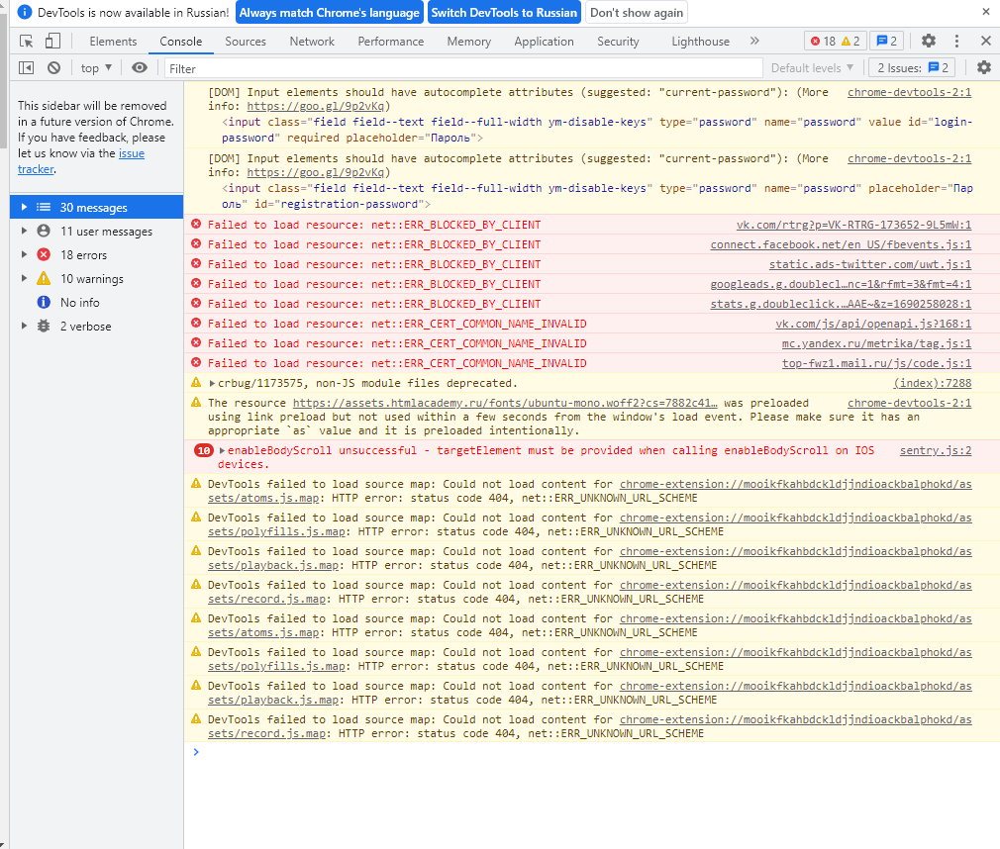 DevTools is now available in Russian! Always match Chrome's language Switch DevTools to Russian Don't show again
Elements Console Sources Network Performance Memory Application Security Lighthouse » 18 2 2
top ▼ Filter Default levels ▼ 2 Issues: 2
This sidebar will be removed
in a future version of Chrome.
If you have feedback, please
let us know via the issue
tracker.
30 messages
11 user messages
18 errors
10 warnings
No info
2 verbose
[DOM] Input elements should have autocomplete attributes (suggested: "current-password"): (More chrome-devtools-2:1
info: https://goo.gl/9p2vKq)
<input class="field field--text field--full-width ym-disable-keys" type="password" name="password" value id="login-
password" required placeholder="Пароль">
[DOM] Input elements should have autocomplete attributes (suggested: "current-password"): (More chrome-devtools-2:1
info: https://goo.gl/9p2vKq)
<input class="field field--text field--full-width ym-disable-keys" type="password" name="password" placeholder="Пар
оль" id="registration-password">
Failed to load resource: net::ERR_BLOCKED_BY_CLIENT vk.com/rtrg?p=VK-RTRG-173652-9L5mW:1
Failed to load resource: net::ERR_BLOCKED_BY_CLIENT connect.facebook.net/en_US/fbevents.js:1
Failed to load resource: net::ERR_BLOCKED_BY_CLIENT static.ads-twitter.com/uwt.js:1
Failed to load resource: net::ERR_BLOCKED_BY_CLIENT googleads.g.doublecl…nc=1&rfmt=3&fmt=4:1
Failed to load resource: net::ERR_BLOCKED_BY_CLIENT stats.g.doubleclick.…AAE~&z=1690258028:1
Failed to load resource: net::ERR_CERT_COMMON_NAME_INVALID vk.com/js/api/openapi.js?168:1
Failed to load resource: net::ERR_CERT_COMMON_NAME_INVALID mc.yandex.ru/metrika/tag.js:1
Failed to load resource: net::ERR_CERT_COMMON_NAME_INVALID top-fwz1.mail.ru/js/code.js:1
crbug/1173575, non-JS module files deprecated. (index):7288
The resource https://assets.htmlacademy.ru/fonts/ubuntu-mono.woff2?cs=7882c41… was preloaded chrome-devtools-2:1
using link preload but not used within a few seconds from the window's load event. Please make sure it has an
appropriate `as` value and it is preloaded intentionally.
10 enableBodyScroll unsuccessful - targetElement must be provided when calling enableBodyScroll on IOS sentry.js:2
devices.
DevTools failed to load source map: Could not load content for chrome-extension://mooikfkahbdckldjjndioackbalphokd/as
sets/atoms.js.map: HTTP error: status code 404, net::ERR_UNKNOWN_URL_SCHEME
DevTools failed to load source map: Could not load content for chrome-extension://mooikfkahbdckldjjndioackbalphokd/as
sets/polyfills.js.map: HTTP error: status code 404, net::ERR_UNKNOWN_URL_SCHEME
DevTools failed to load source map: Could not load content for chrome-extension://mooikfkahbdckldjjndioackbalphokd/as
sets/playback.js.map: HTTP error: status code 404, net::ERR_UNKNOWN_URL_SCHEME
DevTools failed to load source map: Could not load content for chrome-extension://mooikfkahbdckldjjndioackbalphokd/as
sets/record.js.map: HTTP error: status code 404, net::ERR_UNKNOWN_URL_SCHEME
DevTools failed to load source map: Could not load content for chrome-extension://mooikfkahbdckldjjndioackbalphokd/as
sets/atoms.js.map: HTTP error: status code 404, net::ERR_UNKNOWN_URL_SCHEME
DevTools failed to load source map: Could not load content for chrome-extension://mooikfkahbdckldjjndioackbalphokd/as
sets/polyfills.js.map: HTTP error: status code 404, net::ERR_UNKNOWN_URL_SCHEME
DevTools failed to load source map: Could not load content for chrome-extension://mooikfkahbdckldjjndioackbalphokd/as
sets/playback.js.map: HTTP error: status code 404, net::ERR_UNKNOWN_URL_SCHEME
DevTools failed to load source map: Could not load content for chrome-extension://mooikfkahbdckldjjndioackbalphokd/as
sets/record.js.map: HTTP error: status code 404, net::ERR_UNKNOWN_URL_SCHEME